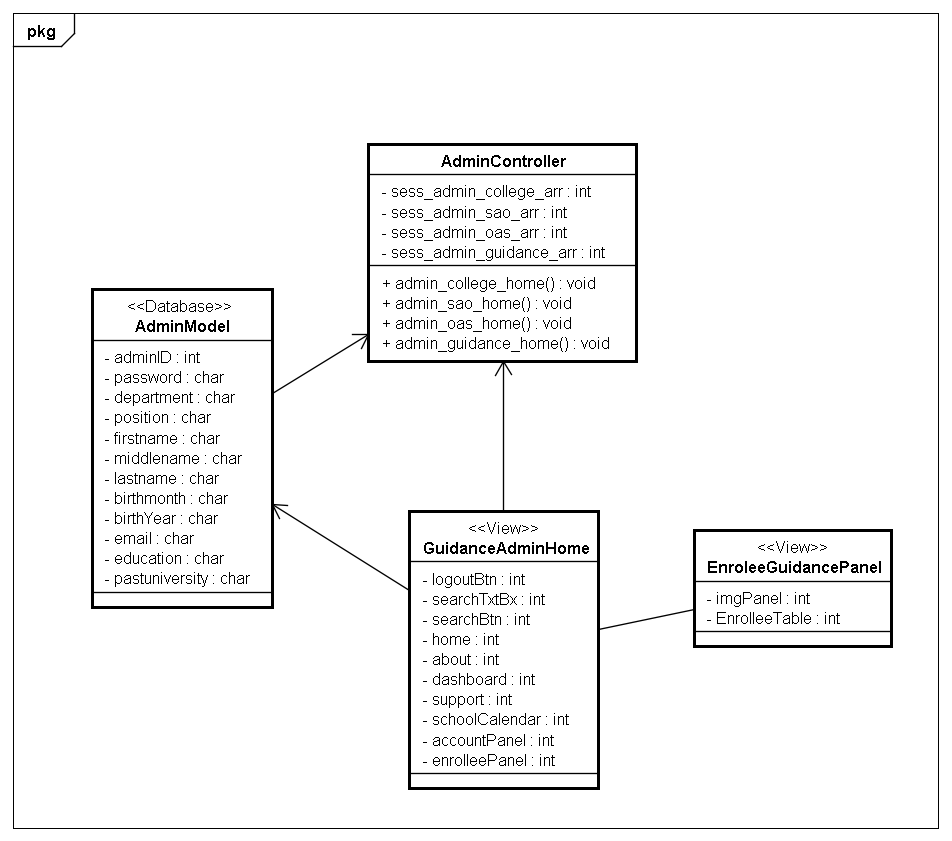 pkg
AdminController
- sess_admin_college_arr : int
- sess_admin_sao_arr : int
- sess_admin_oas_arr : int
- sess_admin_guidance_arr : int
+ admin_college_home() : void
+ admin_sao_home() : void
+ admin_oas_home() : void
+ admin_guidance_home() : void
<<Database>>
AdminModel
- adminID : int
- password : char
- department : char
- position : char
- firstname : char
- middlename : char
- lastname : char
- birthmonth : char
- birthYear : char
- email : char
- education : char
- pastuniversity : char
<<View>>
GuidanceAdminHome
- logoutBtn : int
- searchTxtBx : int
- searchBtn : int
- home : int
- about : int
- dashboard : int
- support : int
- schoolCalendar : int
- accountPanel : int
- enrolleePanel : int
<<View>>
EnroleeGuidancePanel
- imgPanel : int
- EnrolleeTable : int